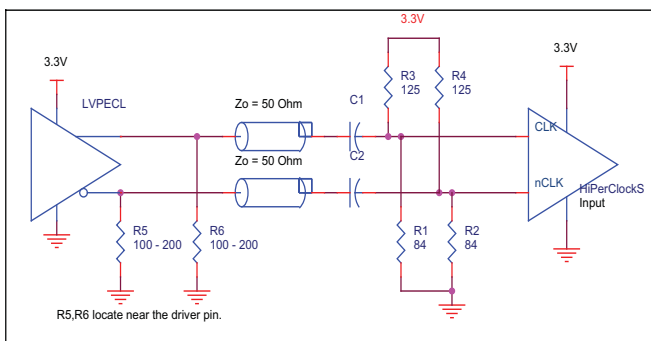 3.3V
3.3V
3.3V
R3
125
R4
125
LVPECL
Zo = 50 Ohm
C1
CLK
Zo = 50 Ohm
C2
nCLK
HiPerClockS
Input
R5
100 - 200
R6
100 - 200
R1
84
R2
84
R5,R6 locate near the driver pin.